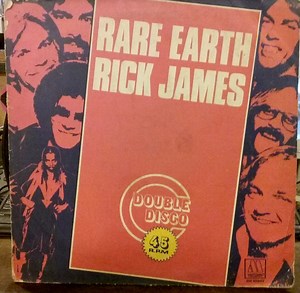 RARE EARTH
RICK JAMES
DOUBLE
DISCO
45
R.P.M